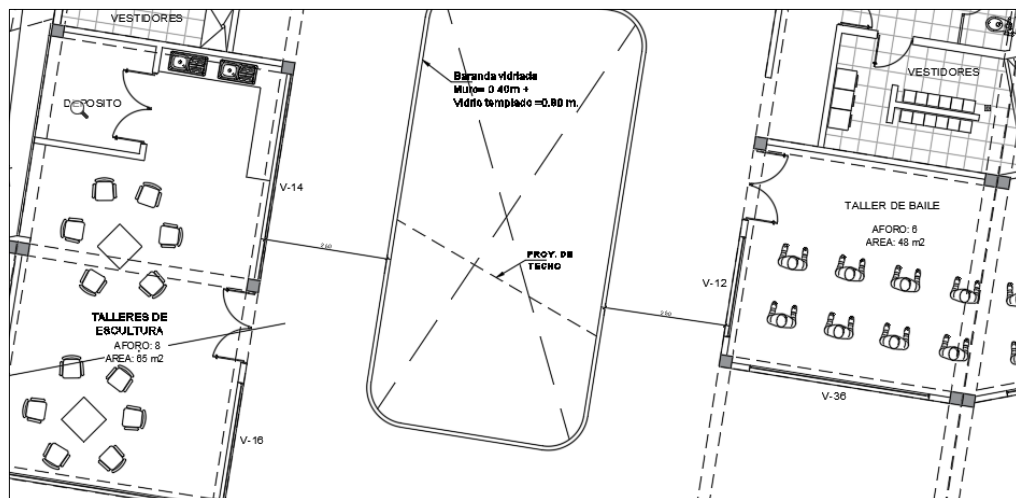 VESTIDORES
DEPOSITO
Baranda vidriada
Muro= 0.40m +
Vidrio templado =0.80 m.
VESTIDORES
V-14
TALLER DE BAILE
AFORO: 6
AREA: 48 m2
PROY. DE
TECHO
V-12
TALLERES DE
ESCULTURA
AFORO: 8
AREA: 65 m2
V-36
V-16